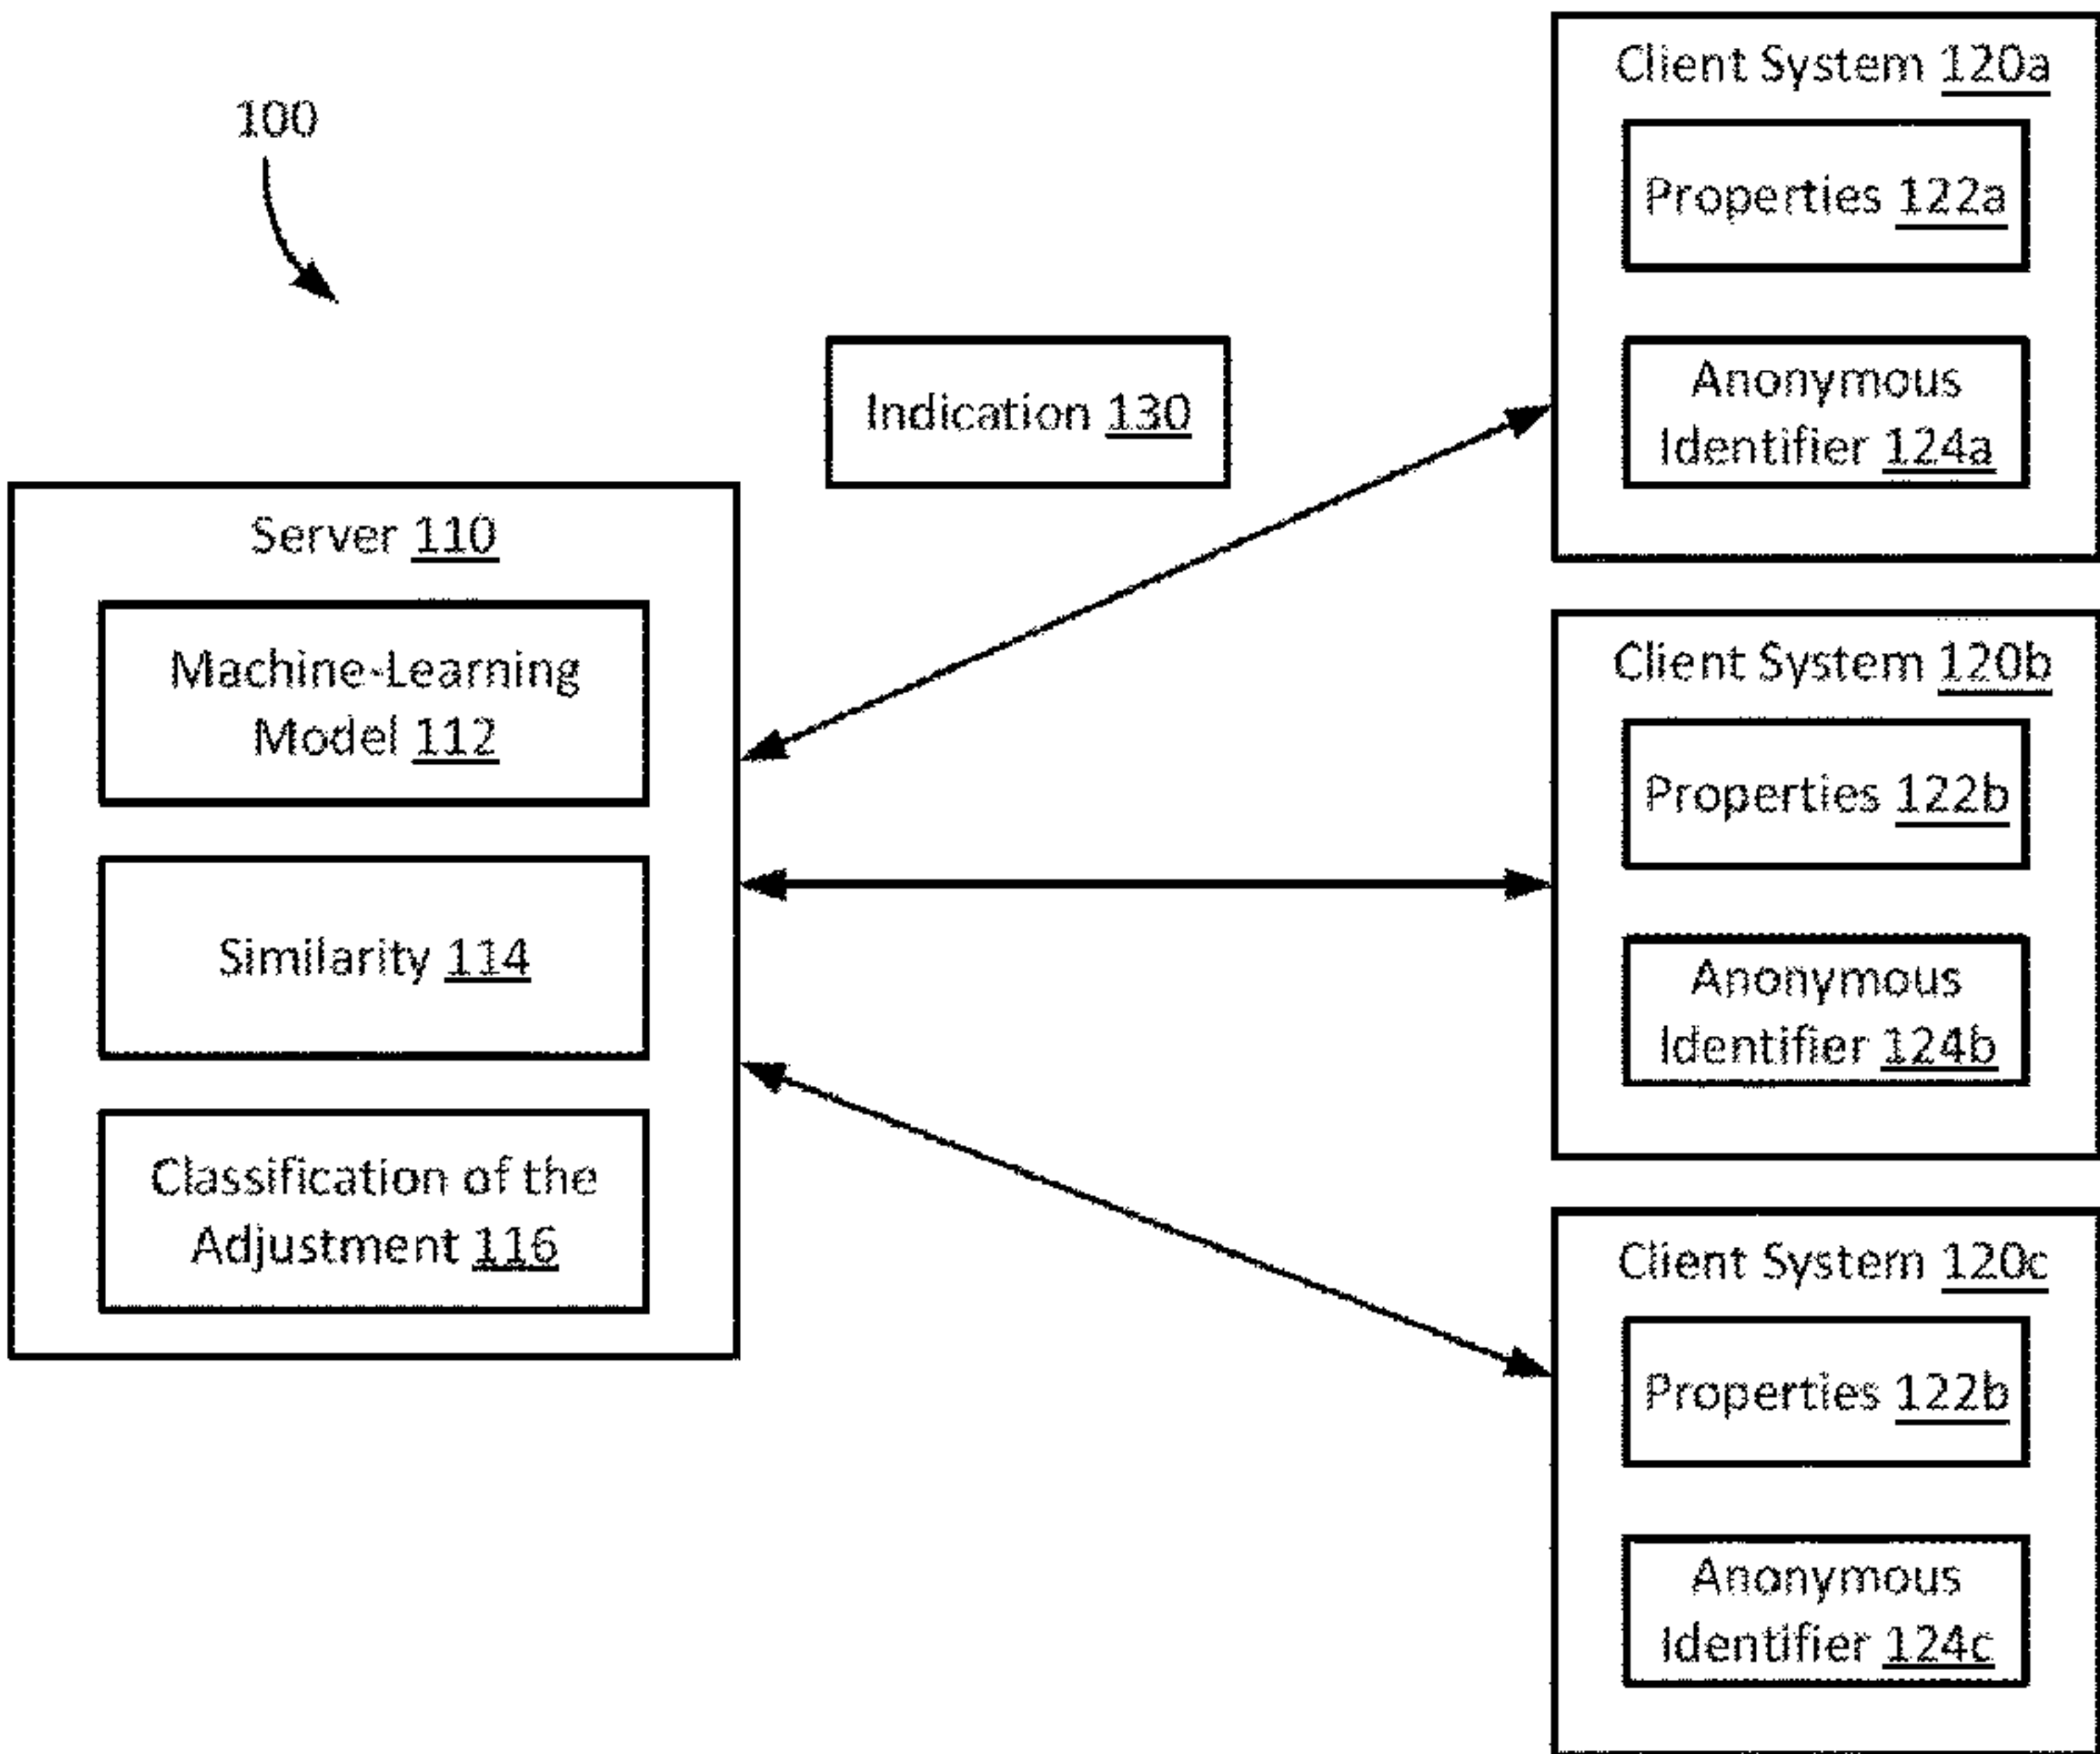 100
Indication 130
Server 110
Machine-Learning
Model 112
Similarity 114
Classification of the
Adjustment 116
Client System 120a
Properties 122a
Anonymous
Identifier 124a
Client System 120b
Properties 122b
Anonymous
Identifier 124b
Client System 120c
Properties 122b
Anonymous
Identifier 124c